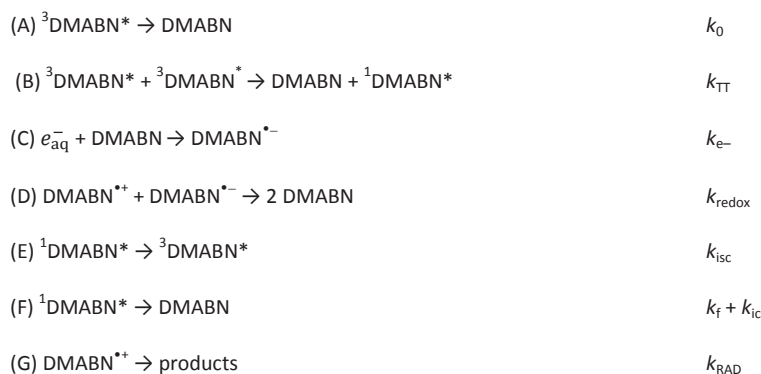 (A) ³DMABN* → DMABN k₀
(B) ³DMABN* + ³DMABN* → DMABN + ¹DMABN* k_TT
(C) e⁻_aq + DMABN → DMABN•⁻ k_e–
(D) DMABN•⁺ + DMABN•⁻ → 2 DMABN k_redox
(E) ¹DMABN* → ³DMABN* k_isc
(F) ¹DMABN* → DMABN k_f + k_ic
(G) DMABN•⁺ → products k_RAD